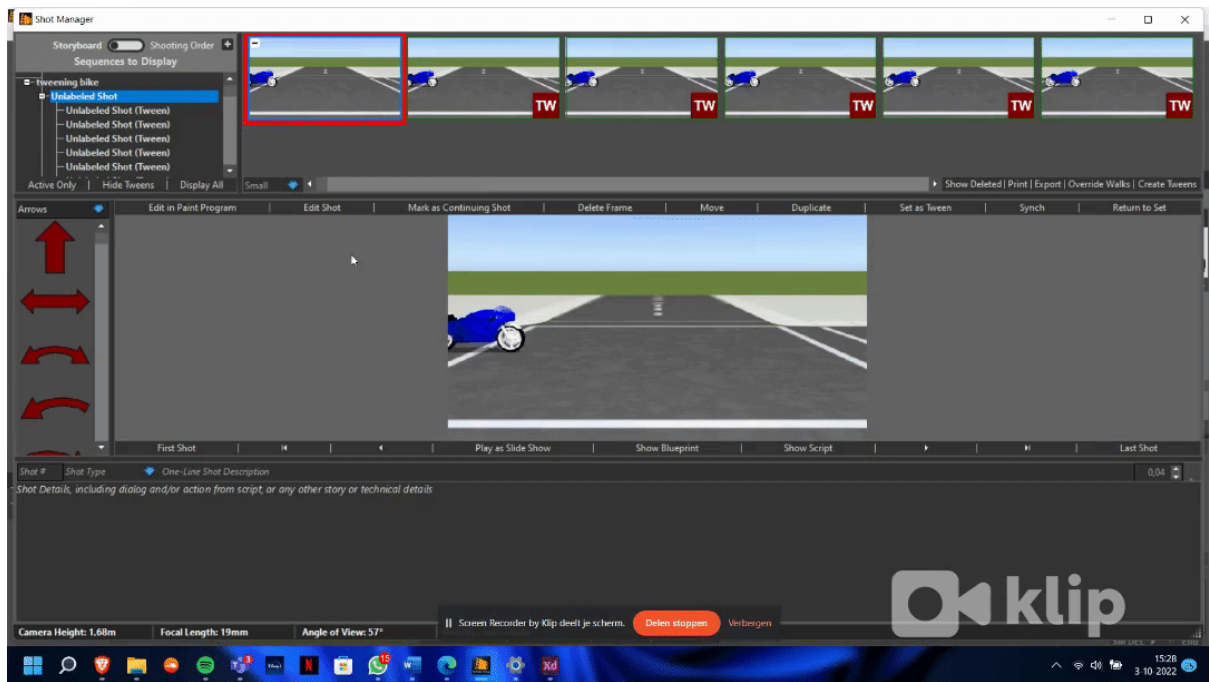 Shot Manager
Storyboard Shooting Order +
Sequences to Display
tweening bike
Unlabeled Shot
Unlabeled Shot (Tween)
Unlabeled Shot (Tween)
Unlabeled Shot (Tween)
Unlabeled Shot (Tween)
Unlabeled Shot (Tween)
Active Only | Hide Tweens | Display All
TW TW TW TW TW
Small
Show Deleted | Print | Export | Override Walks | Create Tweens
Arrows
Edit in Paint Program | Edit Shot | Mark as Continuing Shot | Delete Frame | Move | Duplicate | Set as Tween | Synch | Return to Set
First Shot | | | Play as Slide Show | Show Blueprint | Show Script | | | Last Shot
Shot # Shot Type One-Line Shot Description 0,04
Shot Details, including dialog and/or action from script, or any other story or technical details
klip
Screen Recorder by Klip deelt je scherm. Delen stoppen Verbergen
Camera Height: 1.68m Focal Length: 19mm Angle of View: 57°
15
Xd
15:28
3-10-2022